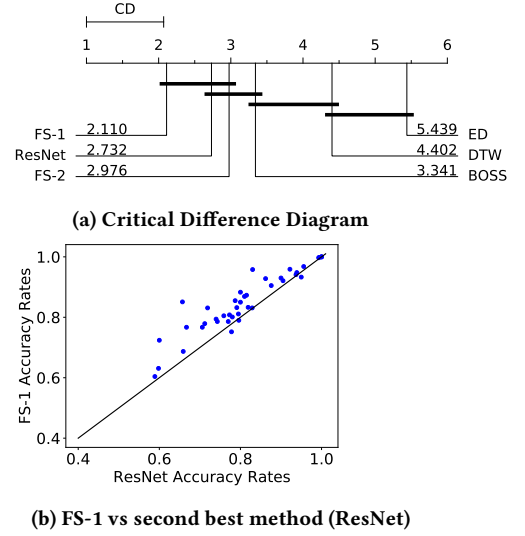 CD
1 2 3 4 5 6
FS-1 2.110 5.439 ED
ResNet 2.732 4.402 DTW
FS-2 2.976 3.341 BOSS
(a) Critical Difference Diagram
1.0
0.8
0.6
0.4
FS-1 Accuracy Rates
0.4 0.6 0.8 1.0
ResNet Accuracy Rates
(b) FS-1 vs second best method (ResNet)